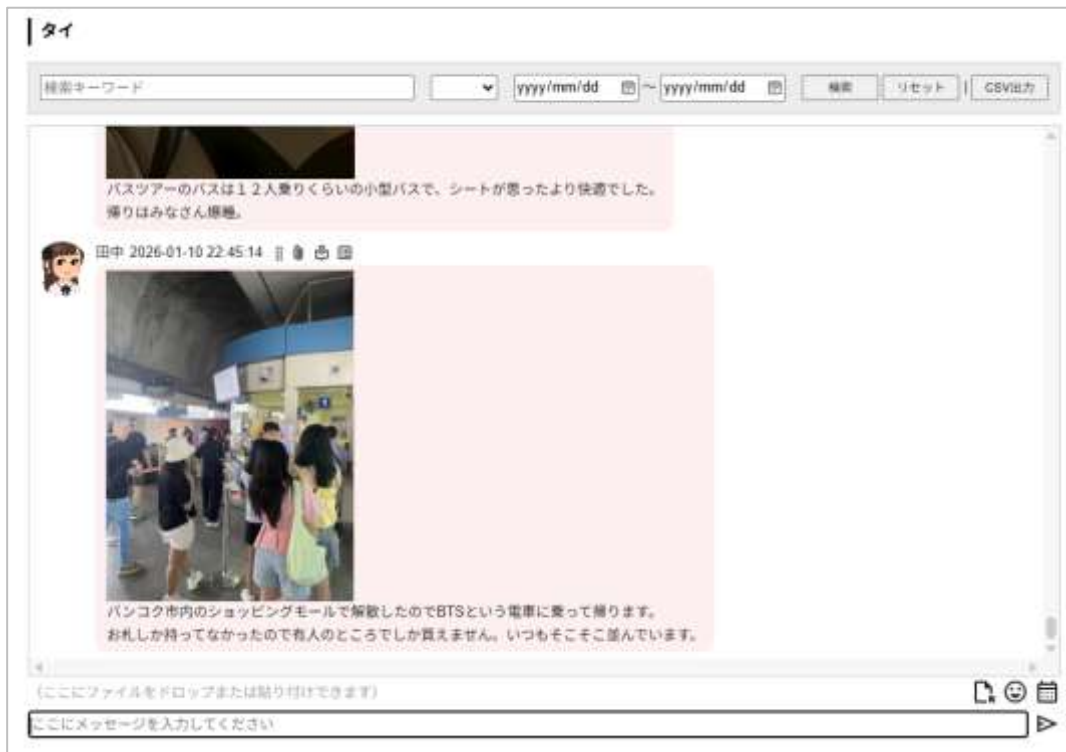 タイ
検索キーワード
yyyy/mm/dd ～ yyyy/mm/dd 検索 リセット | CSV出力
バスツアーのバスは１２人乗りくらいの小型バスで、シートが思ったより快適でした。
帰りはみなさん爆睡。
田中 2026-01-10 22:45:14
バンコク市内のショッピングモールで解散したのでBTSという電車に乗って帰ります。
お札しか持ってなかったので有人のところでしか買えません。いつもそこそこ並んでいます。
（ここにファイルをドロップまたは貼り付けできます）
ここにメッセージを入力してください